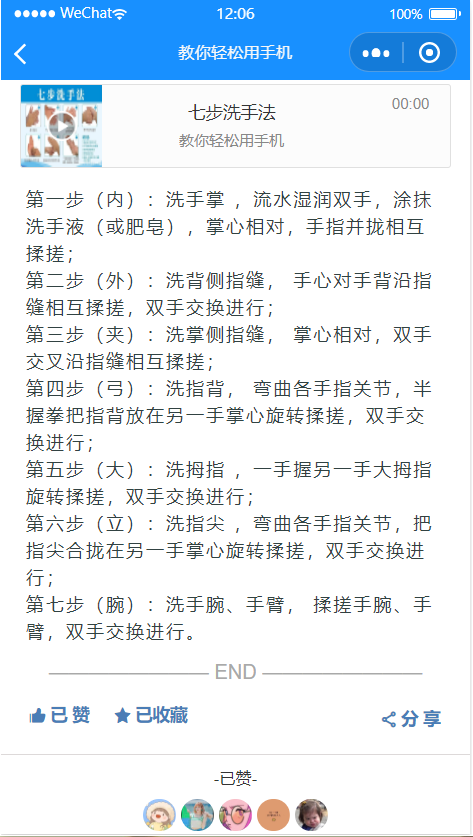 WeChat 12:06 100%
教你轻松用手机
七步洗手法
七步洗手法 00:00
教你轻松用手机
第一步（内）：洗手掌 ，流水湿润双手，涂抹
洗手液（或肥皂），掌心相对，手指并拢相互
揉搓；
第二步（外）：洗背侧指缝， 手心对手背沿指
缝相互揉搓，双手交换进行；
第三步（夹）：洗掌侧指缝， 掌心相对，双手
交叉沿指缝相互揉搓；
第四步（弓）：洗指背， 弯曲各手指关节，半
握拳把指背放在另一手掌心旋转揉搓，双手交
换进行；
第五步（大）：洗拇指 ，一手握另一手大拇指
旋转揉搓，双手交换进行；
第六步（立）：洗指尖 ，弯曲各手指关节，把
指尖合拢在另一手掌心旋转揉搓，双手交换进
行；
第七步（腕）：洗手腕、手臂， 揉搓手腕、手
臂，双手交换进行。
END
已 赞 已收藏 分 享
-已赞-